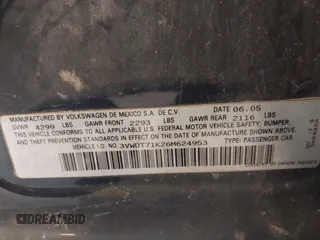 MANUFACTURED BY VOLKSWAGEN DE MEXICO S.A. DE C.V. DATE 06.05
GVWR 4299 LBS GAWR FRONT 2293 LBS GAWR REAR 2116 LBS
THIS VEHICLE CONFORMS TO ALL APPLICABLE U.S. FEDERAL MOTOR VEHICLE SAFETY, BUMPER,
AND THEFT PREVENTION STANDARDS IN EFFECT ON THE DATE OF MANUFACTURE SHOWN ABOVE.
3VWDT71K26M624953 TYPE: PASSENGER CAR
DREAMBID